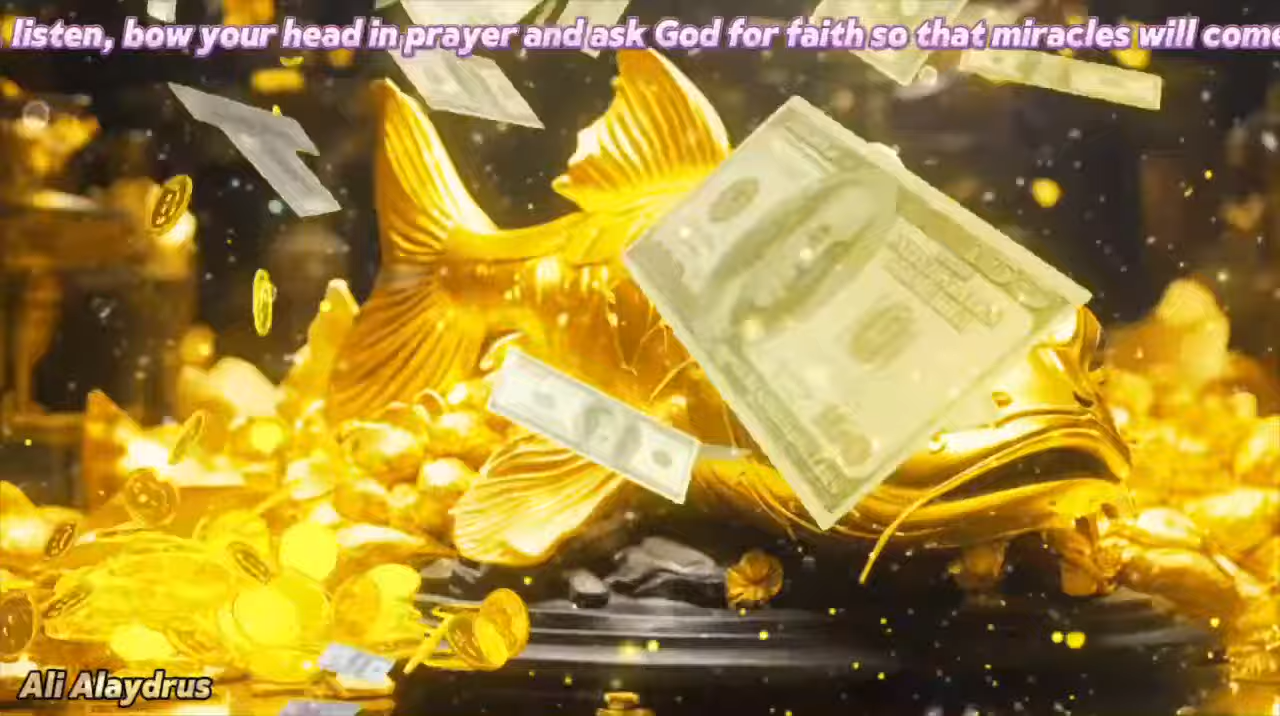 listen, bow your head in prayer and ask God for faith so that miracles will come
Ali Alaydrus